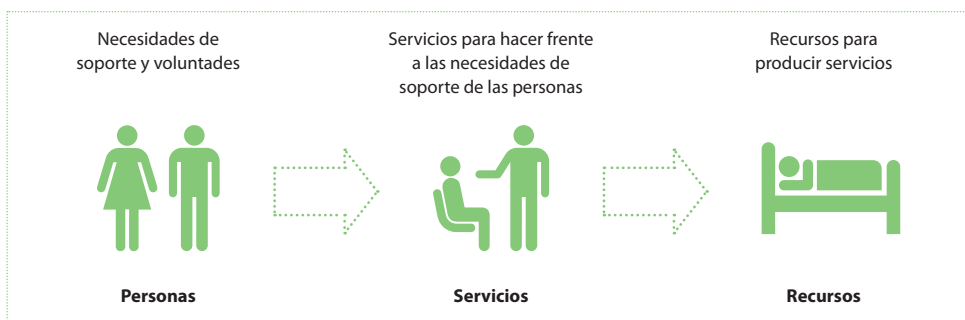 Necesidades de
soporte y voluntades
Servicios para hacer frente
a las necesidades de
soporte de las personas
Recursos para
producir servicios
Personas
Servicios
Recursos